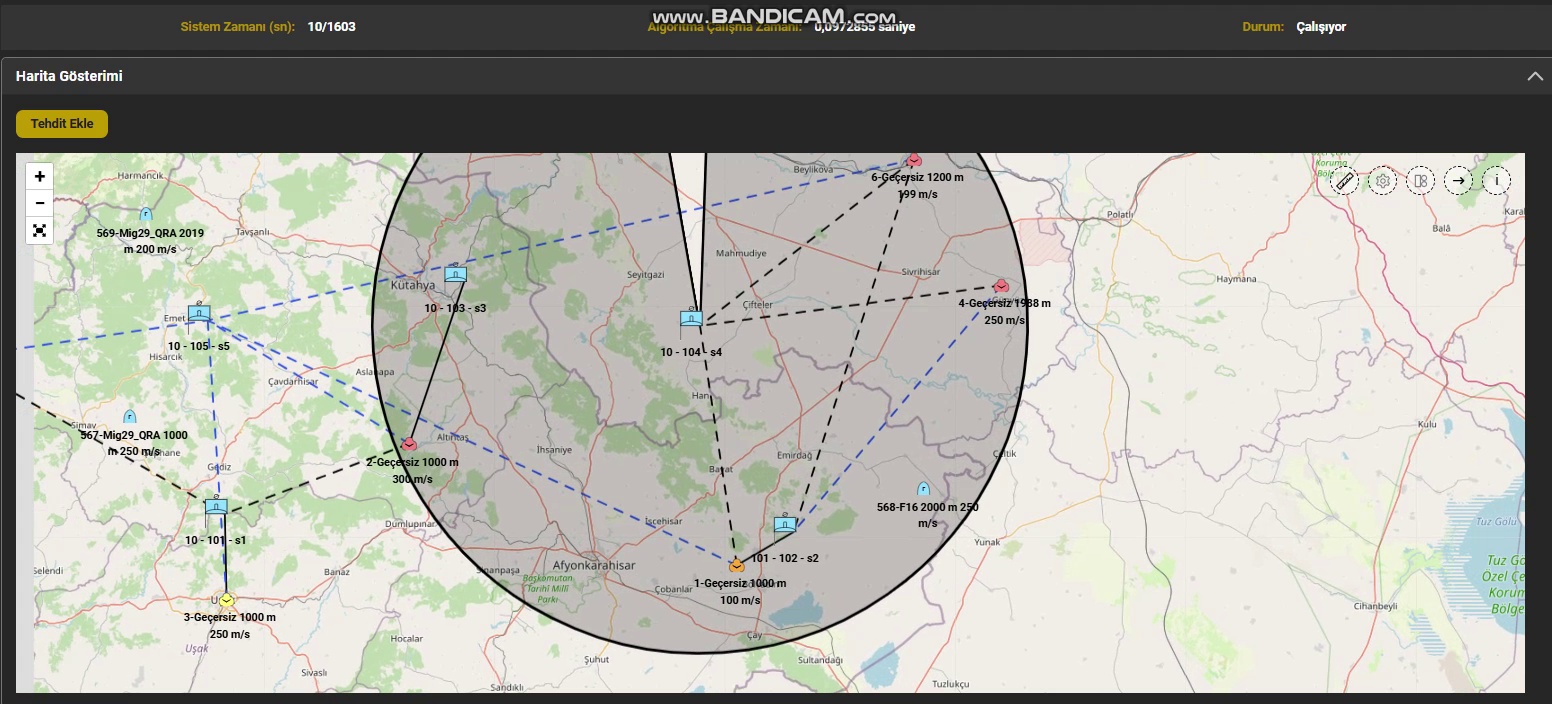 www.BANDICAM.com
Sistem Zamanı (sn): 10/1603
Algoritma Çalışma Zamanı: 0,0972855 saniye
Durum: Çalışıyor
Harita Gösterimi
Tehdit Ekle
+
−
Harmancık
569-Mig29_QRA 2019
m 200 m/s
Tavşanlı
Beylikova
6-Geçersiz 1200 m
199 m/s
Polatlı
Balâ
Haymana
Mahmudiye
Seyitgazi
Sivrihisar
Kütahya
10 - 103 - s3
Çifteler
4-Geçersiz 1988 m
250 m/s
Emet
10 - 105 - s5
Hisarcık
10 - 104 - s4
Aslanapa
Çavdarhisar
Han
Simav
567-Mig29_QRA 1000
m 250 m/s
Gediz
Altıntaş
2-Geçersiz 1000 m
300 m/s
İhsaniye
Bayat
Emirdağ
Çeltik
Kulu
568-F16 2000 m 250
m/s
Dumlupınar
İscehisar
10 - 101 - s1
Yunak
Tuz Gölü
101 - 102 - s2
Selendi
Banaz
Sinanpaşa
Afyonkarahisar
Başkomutan
Tarihî Millî
Parkı
Çobanlar
1-Geçersiz 1000 m
100 m/s
Tuz G
Özel Çe
Korum
Bölge
Cihanbeyli
3-Geçersiz 1000 m
250 m/s
Uşak
Hocalar
Çay
Şuhut
Sultandağı
Sivaslı
Sandıklı
Tuzlukçu